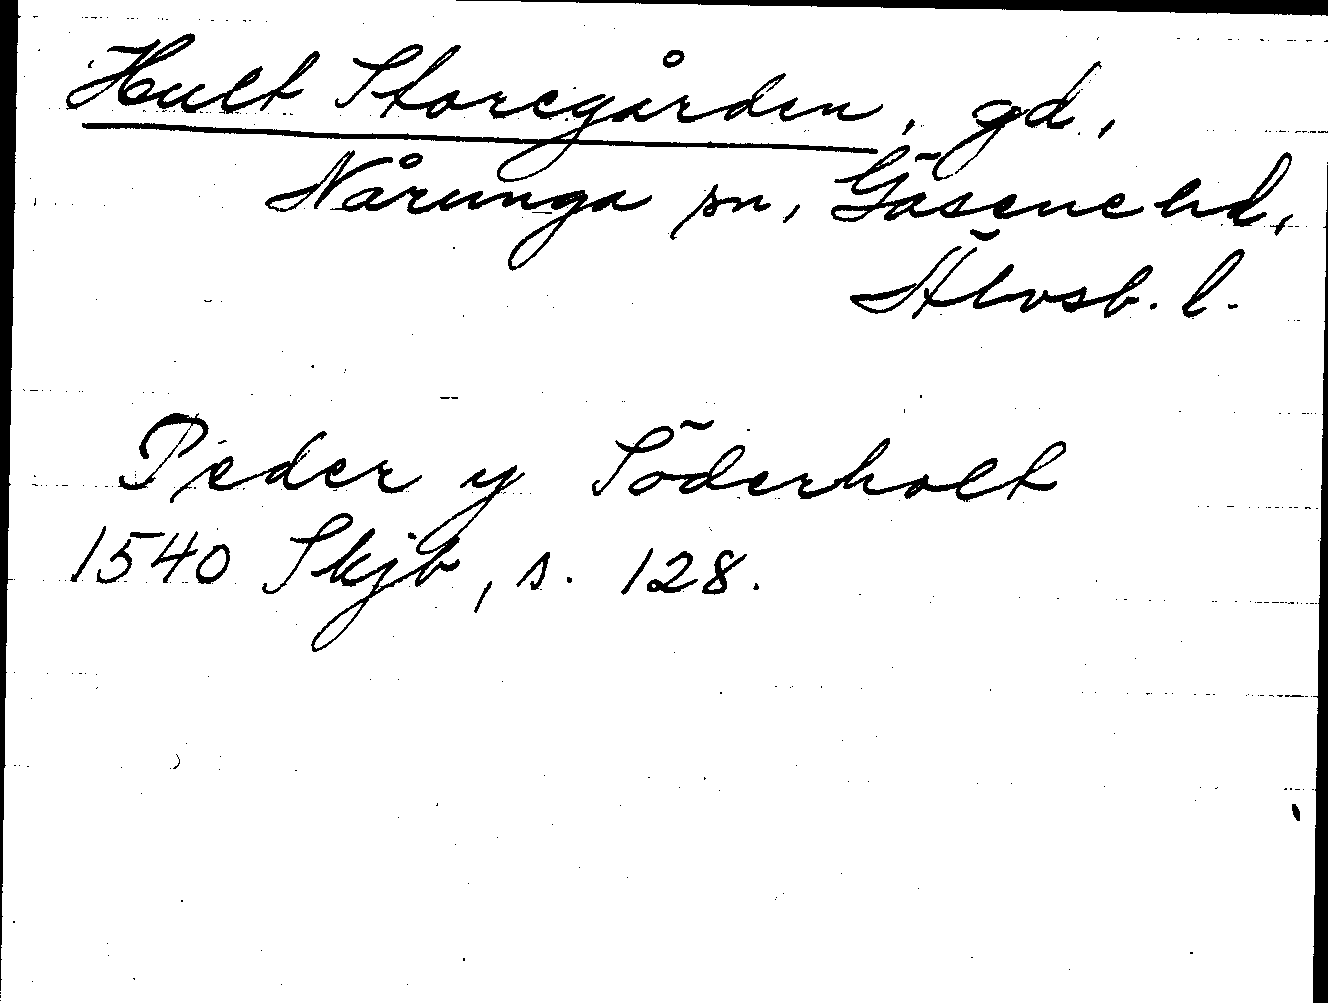 Hult Storegården, gd,
Nårunga sn, Gäsene hd,
Älvsb. l.
Peder y Söderholt
1540 Skjb, s. 128.